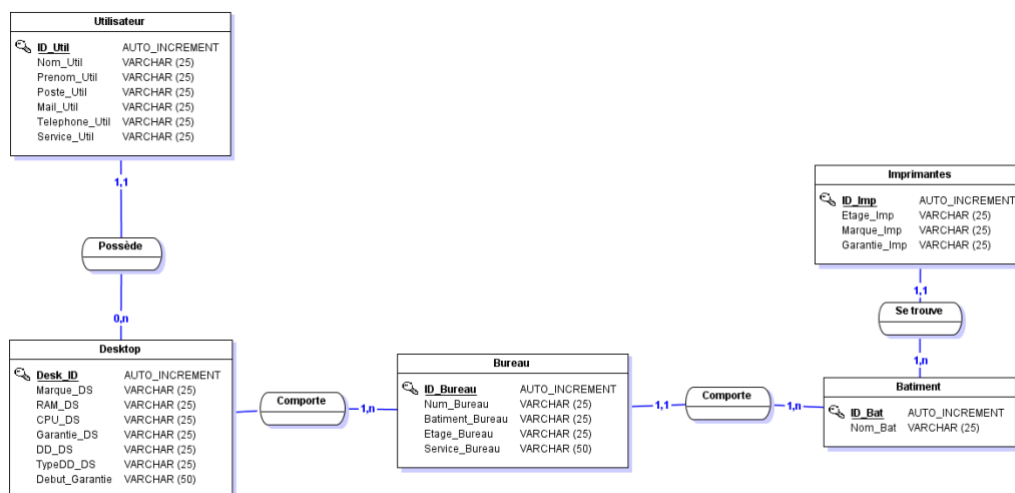 Utilisateur
ID_Util AUTO_INCREMENT
Nom_Util VARCHAR (25)
Prenom_Util VARCHAR (25)
Poste_Util VARCHAR (25)
Mail_Util VARCHAR (25)
Telephone_Util VARCHAR (25)
Service_Util VARCHAR (25)
1,1
Possède
0,n
Desktop
Desk_ID AUTO_INCREMENT
Marque_DS VARCHAR (25)
RAM_DS VARCHAR (25)
CPU_DS VARCHAR (25)
Garantie_DS VARCHAR (25)
DD_DS VARCHAR (25)
TypeDD_DS VARCHAR (25)
Debut_Garantie VARCHAR (50)
Comporte
1,n
Bureau
ID_Bureau AUTO_INCREMENT
Num_Bureau VARCHAR (25)
Batiment_Bureau VARCHAR (25)
Etage_Bureau VARCHAR (25)
Service_Bureau VARCHAR (50)
1,1
Comporte
1,n
Imprimantes
ID_Imp AUTO_INCREMENT
Etage_Imp VARCHAR (25)
Marque_Imp VARCHAR (25)
Garantie_Imp VARCHAR (25)
1,1
Se trouve
1,n
Batiment
ID_Bat AUTO_INCREMENT
Nom_Bat VARCHAR (25)